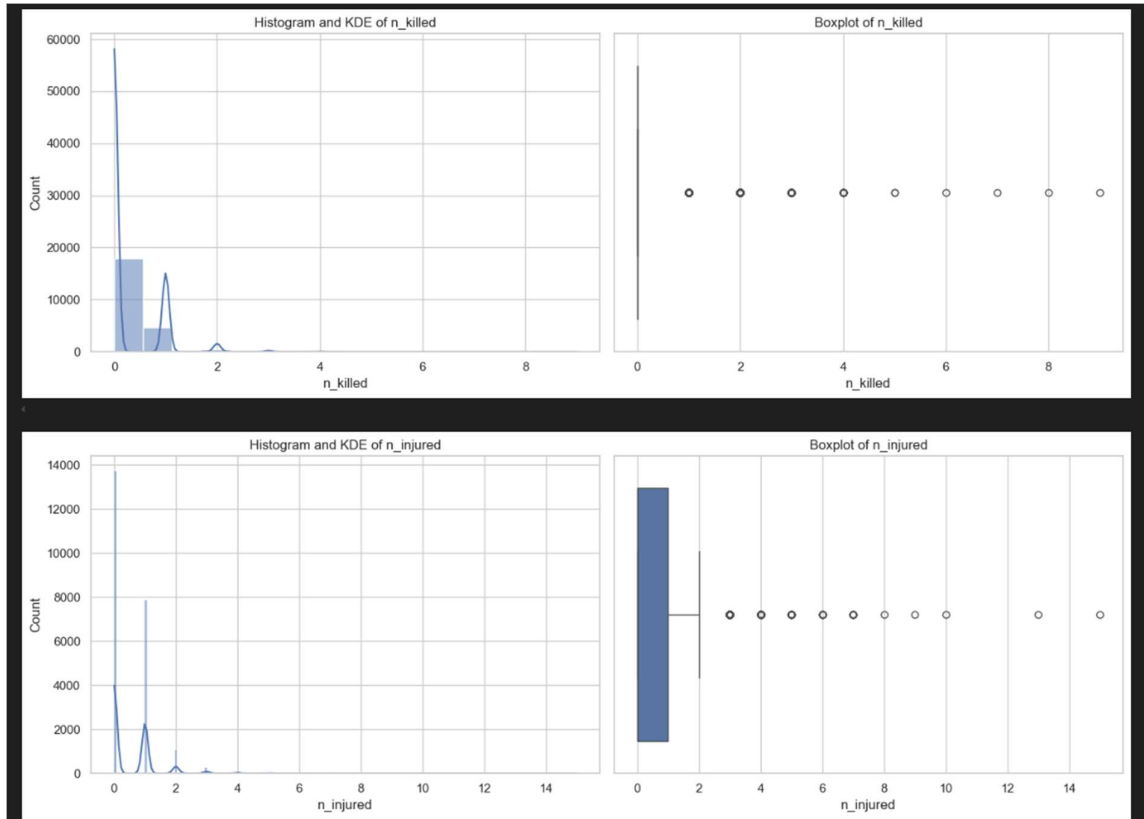 Histogram and KDE of n_killed
Boxplot of n_killed
60000
50000
40000
30000
20000
10000
0
Count
0 2 4 6 8
n_killed
0 2 4 6 8
n_killed
Histogram and KDE of n_injured
Boxplot of n_injured
14000
12000
10000
8000
6000
4000
2000
0
Count
0 2 4 6 8 10 12 14
n_injured
0 2 4 6 8 10 12 14
n_injured